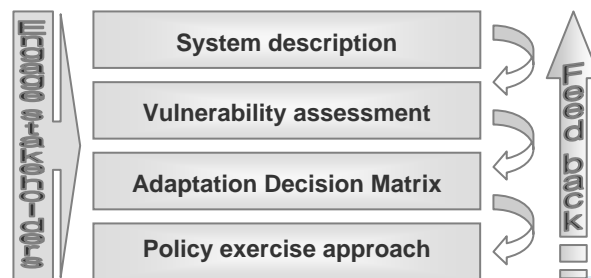 Engage Stakeholders
System description
Vulnerability assessment
Adaptation Decision Matrix
Policy exercise approach
Feed back